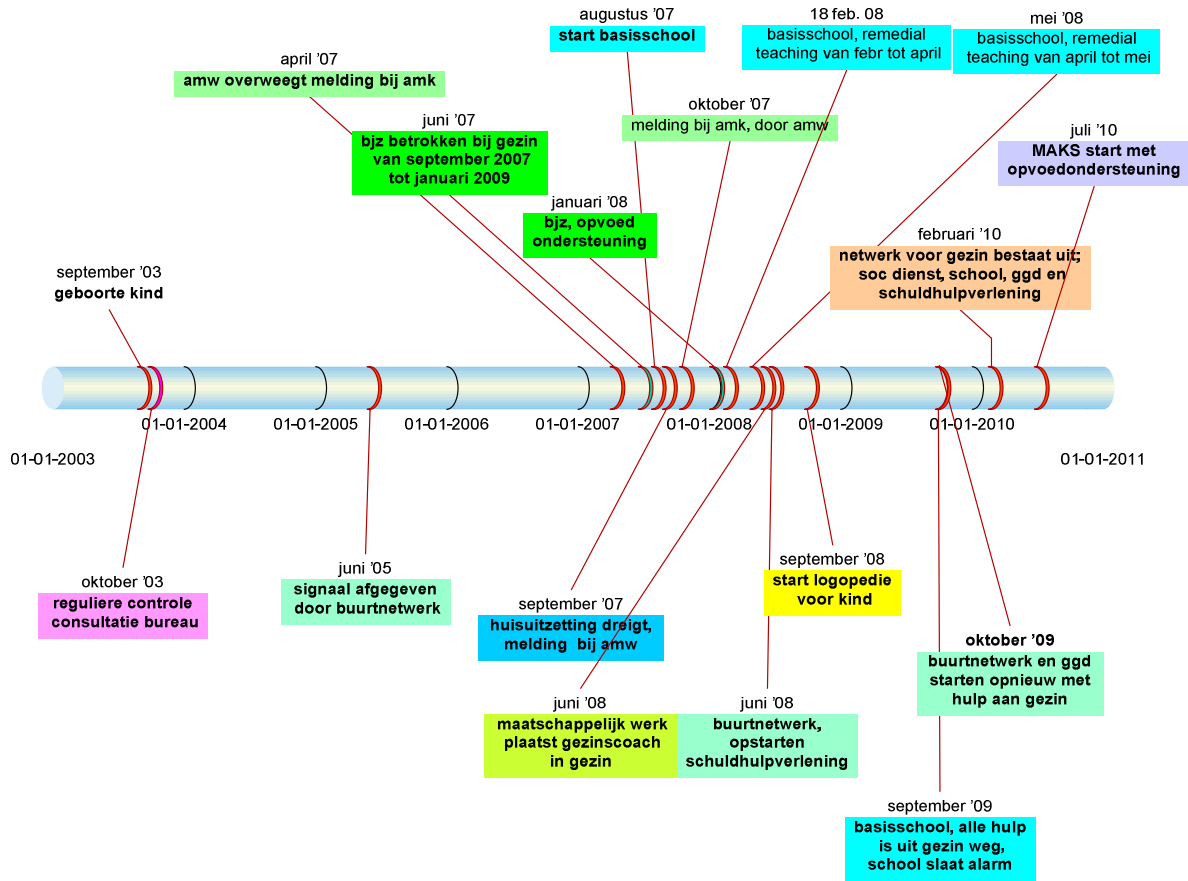 augustus '07
start basisschool
18 feb. 08
basisschool, remedial
teaching van febr tot april
mei '08
basisschool, remedial
teaching van april tot mei
april '07
amw overweegt melding bij amk
oktober '07
melding bij amk, door amw
juni '07
bjz betrokken bij gezin
van september 2007
tot januari 2009
juli '10
MAKS start met
opvoedondersteuning
januari '08
bjz, opvoed
ondersteuning
februari '10
netwerk voor gezin bestaat uit;
soc dienst, school, ggd en
schuldhulpverlening
september '03
geboorte kind
01-01-2004
01-01-2005
01-01-2006
01-01-2007
01-01-2008
01-01-2009
01-01-2010
01-01-2003
01-01-2011
oktober '03
reguliere controle
consultatie bureau
juni '05
signaal afgegeven
door buurtnetwerk
september '07
huisuitzetting dreigt,
melding bij amw
september '08
start logopedie
voor kind
oktober '09
buurtnetwerk en ggd
starten opnieuw met
hulp aan gezin
juni '08
maatschappelijk werk
plaatst gezinscoach
in gezin
juni '08
buurtnetwerk,
opstarten
schuldhulpverlening
september '09
basisschool, alle hulp
is uit gezin weg,
school slaat alarm